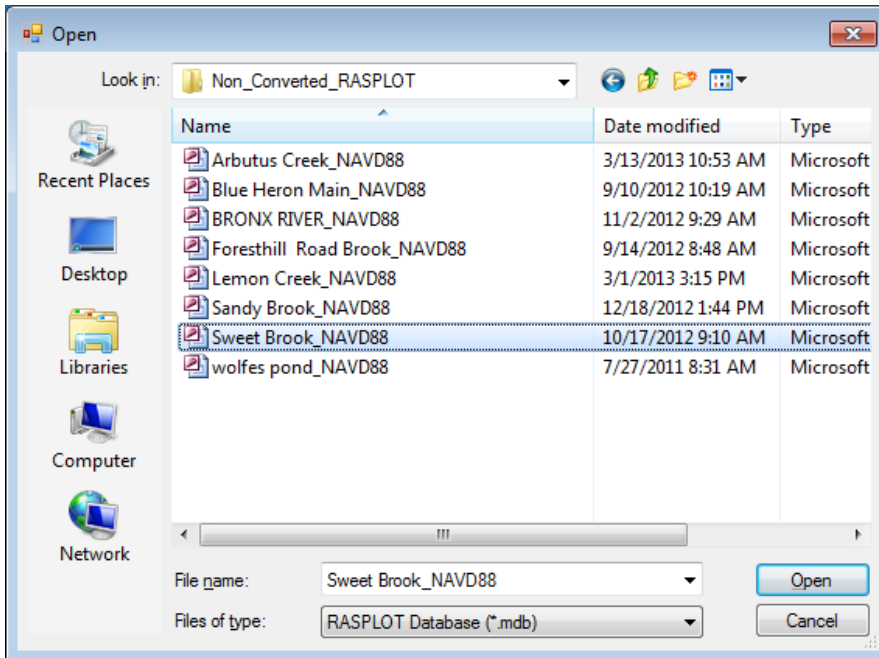 Open
Look in: Non_Converted_RASPLOT
Name Date modified Type
Arbutus Creek_NAVD88 3/13/2013 10:53 AM Microsoft
Blue Heron Main_NAVD88 9/10/2012 10:19 AM Microsoft
BRONX RIVER_NAVD88 11/2/2012 9:29 AM Microsoft
Foresthill  Road Brook_NAVD88 9/14/2012 8:48 AM Microsoft
Lemon Creek_NAVD88 3/1/2013 3:15 PM Microsoft
Sandy Brook_NAVD88 12/18/2012 1:44 PM Microsoft
Sweet Brook_NAVD88 10/17/2012 9:10 AM Microsoft
wolfes pond_NAVD88 7/27/2011 8:31 AM Microsoft
Recent Places
Desktop
Libraries
Computer
Network
File name: Sweet Brook_NAVD88 Open
Files of type: RASPLOT Database (*.mdb) Cancel